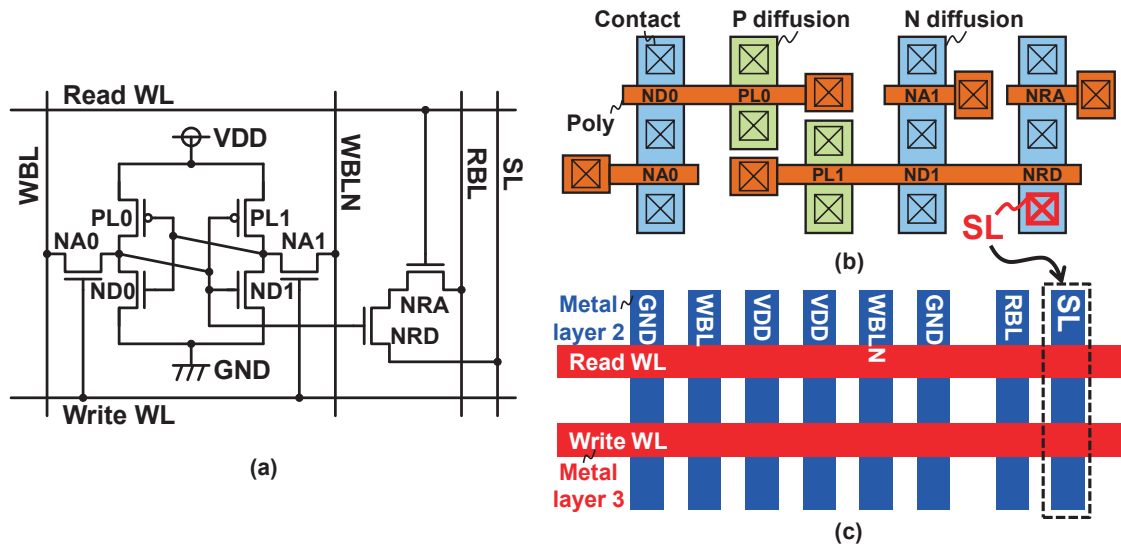 Read WL
VDD
WBL
WBLN
RBL
SL
PL0
PL1
NA0
NA1
ND0
ND1
NRA
NRD
GND
Write WL
(a)
Contact
P diffusion
N diffusion
ND0
PL0
NA1
NRA
Poly
NA0
PL1
ND1
NRD
SL
(b)
Metal
layer 2
GND
WBL
VDD
VDD
WBLN
GND
RBL
SL
Read WL
Write WL
Metal
layer 3
(c)